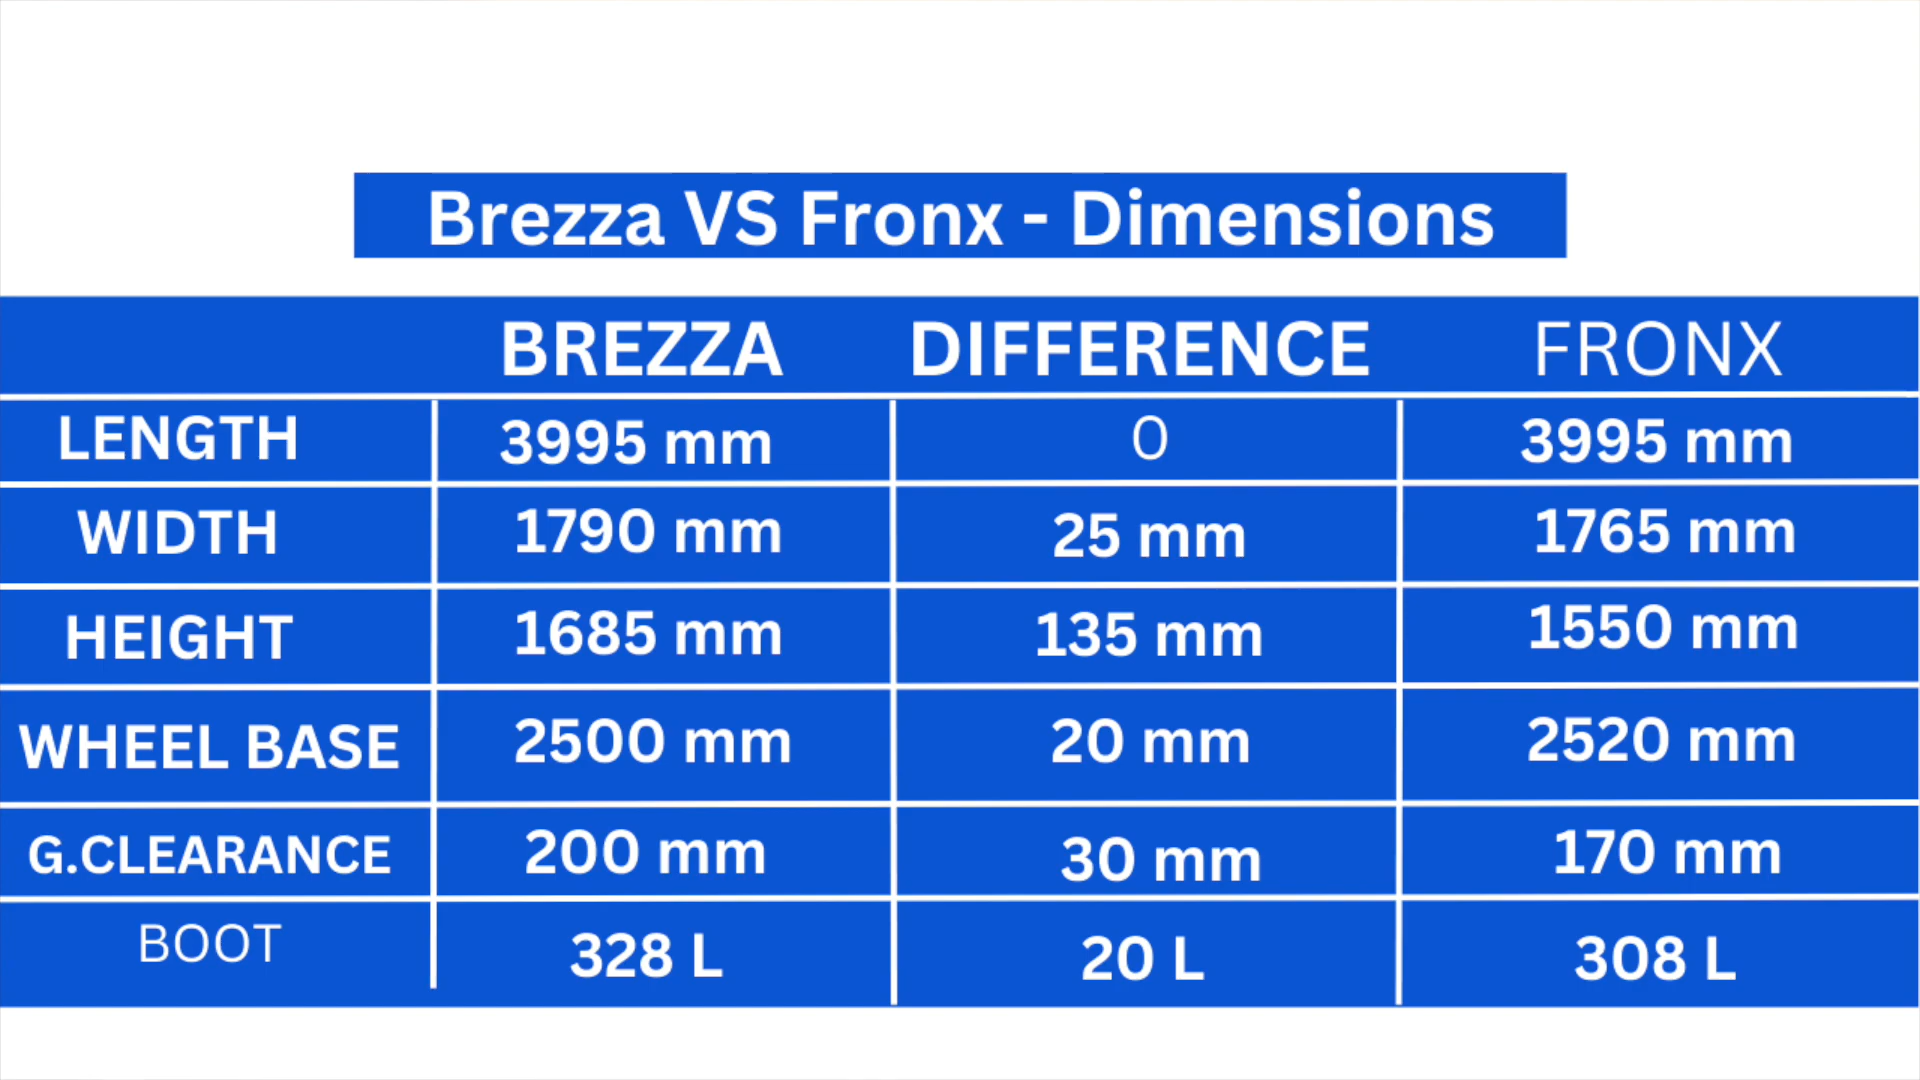 Brezza VS Fronx - Dimensions
BREZZA DIFFERENCE FRONX
LENGTH 3995 mm 0 3995 mm
WIDTH 1790 mm 25 mm 1765 mm
HEIGHT 1685 mm 135 mm 1550 mm
WHEEL BASE 2500 mm 20 mm 2520 mm
G.CLEARANCE 200 mm 30 mm 170 mm
BOOT 328 L 20 L 308 L